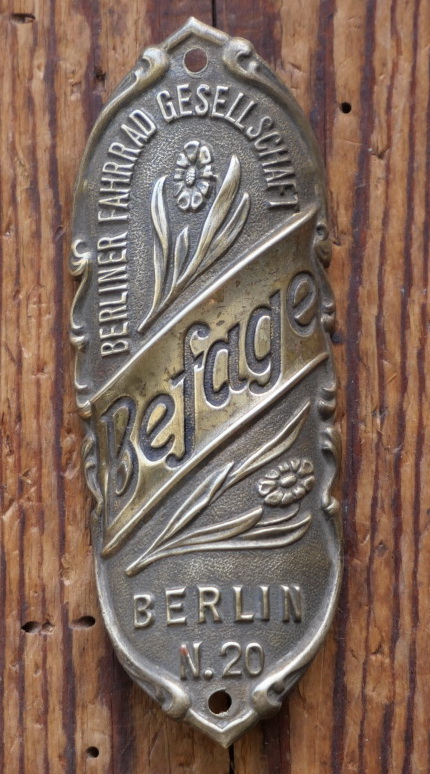 BERLINER FAHRRAD GESELLSCHAFT
Befage
BERLIN
N.20